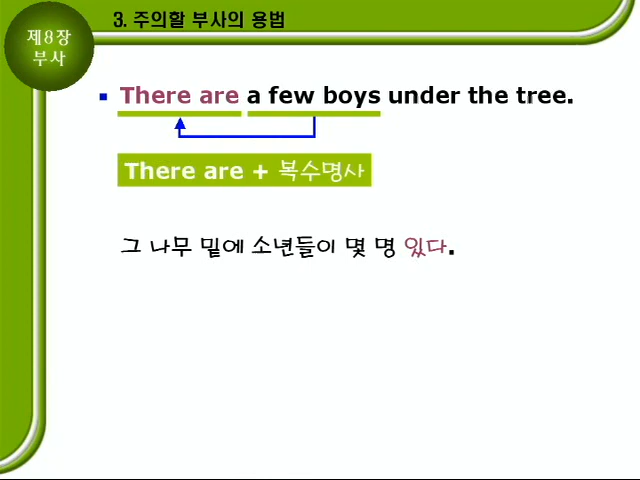 제8장
부사
3. 주의할 부사의 용법
There are a few boys under the tree.
There are + 복수명사
그 나무 밑에 소년들이 몇 명 있다.